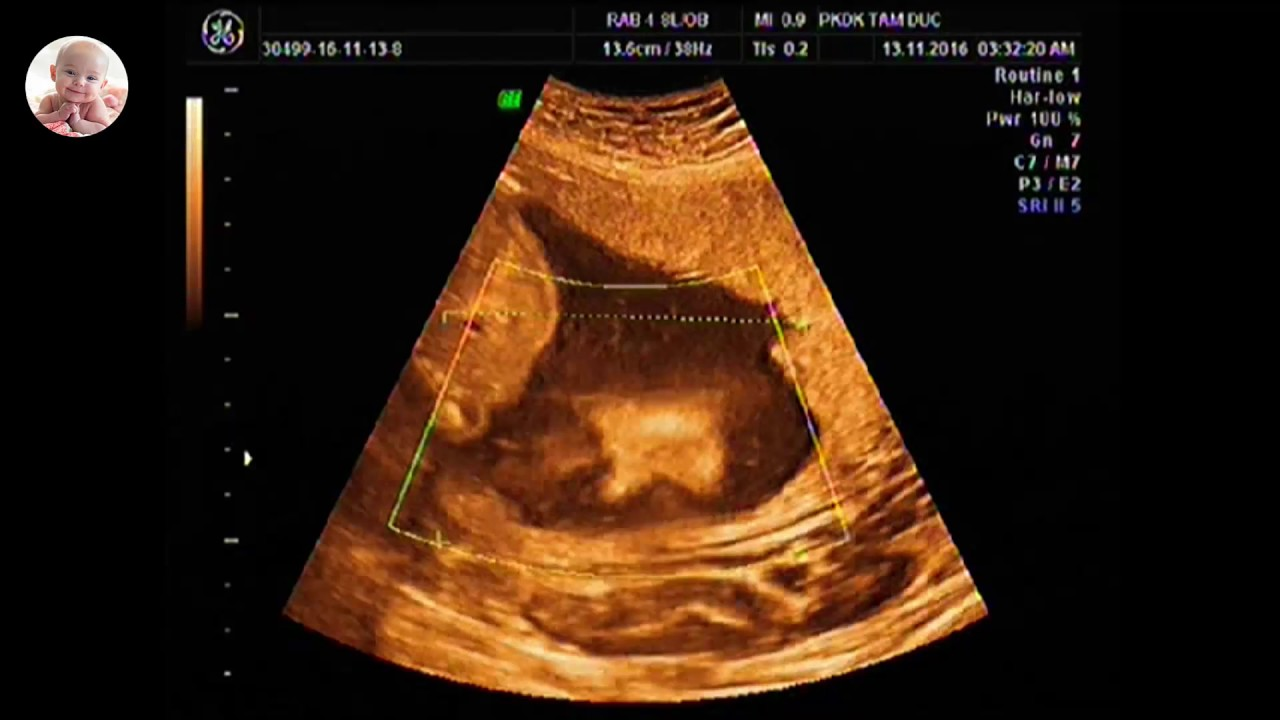 RAB 4-8L/OB MI 0.9 PKDK TAM DUC
30499-16-11-13-8 13.6cm / 38Hz TIs 0.2 13.11.2016 03:32:20 AM
Routine 1
Har-low
Pwr 100 %
Gn 7
C7 / M7
P3 / E2
SRI II 5